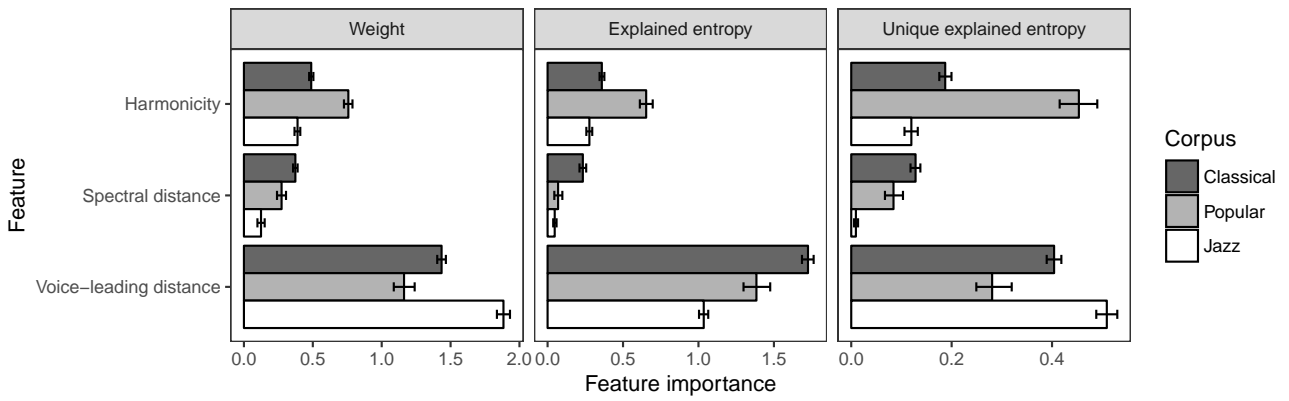 Weight
Explained entropy
Unique explained entropy
Feature
Harmonicity
Spectral distance
Voice−leading distance
0.0 0.5 1.0 1.5 2.0
0.0 0.5 1.0 1.5
0.0 0.2 0.4
Feature importance
Corpus
Classical
Popular
Jazz